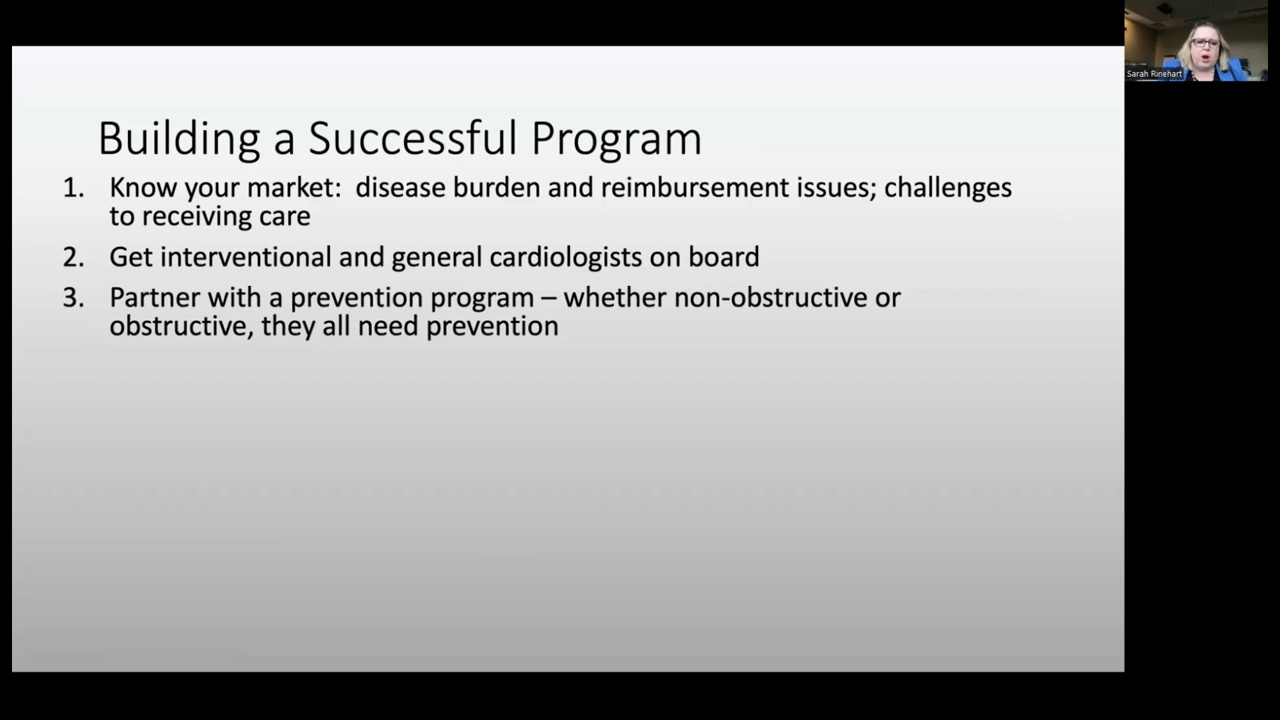 Sarah Rinehart
Building a Successful Program
1. Know your market:  disease burden and reimbursement issues; challenges
to receiving care
2. Get interventional and general cardiologists on board
3. Partner with a prevention program – whether non-obstructive or
obstructive, they all need prevention